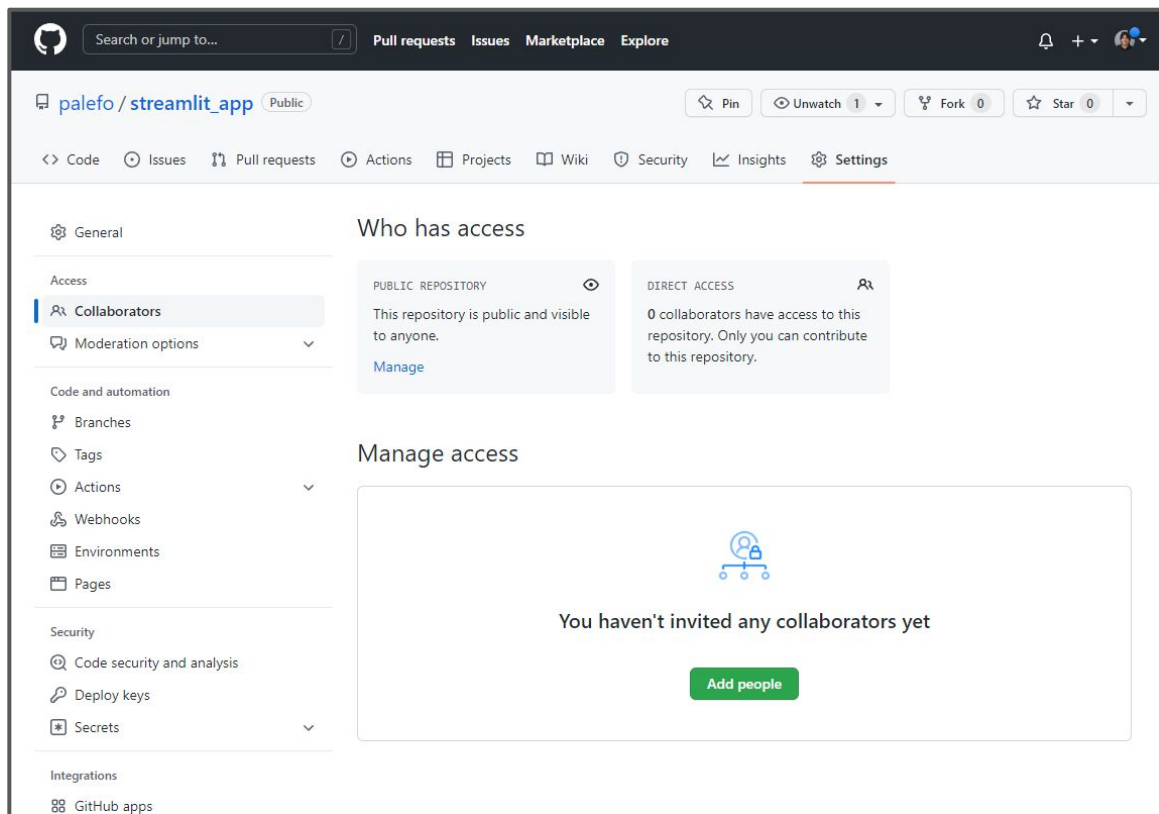 Search or jump to... / Pull requests Issues Marketplace Explore
palefo / streamlit_app Public Pin Unwatch 1 Fork 0 Star 0
Code Issues Pull requests Actions Projects Wiki Security Insights Settings
General
Access
Collaborators
Moderation options
Code and automation
Branches
Tags
Actions
Webhooks
Environments
Pages
Security
Code security and analysis
Deploy keys
Secrets
Integrations
GitHub apps
Who has access
PUBLIC REPOSITORY
This repository is public and visible
to anyone.
Manage
DIRECT ACCESS
0 collaborators have access to this
repository. Only you can contribute
to this repository.
Manage access
You haven't invited any collaborators yet
Add people